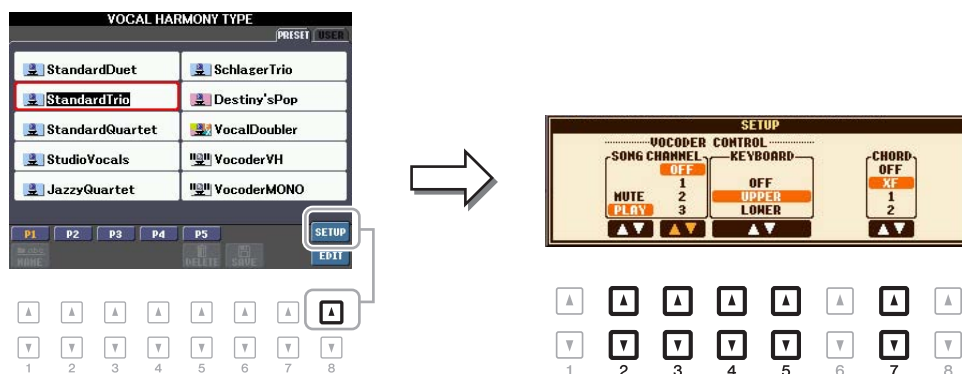 VOCAL HARMONY TYPE
PRESET USER
StandardDuet SchlagerTrio
StandardTrio Destiny'sPop
StandardQuartet VocalDoubler
StudioVocals VocoderVH
JazzyQuartet VocoderMONO
P1 P2 P3 P4 P5 SETUP
NAME DELETE SAVE EDIT
1 2 3 4 5 6 7 8
SETUP
VOCODER CONTROL
SONG CHANNEL KEYBOARD CHORD
OFF OFF
1 OFF XF
MUTE 2 UPPER 1
PLAY 3 LOWER 2
1 2 3 4 5 6 7 8